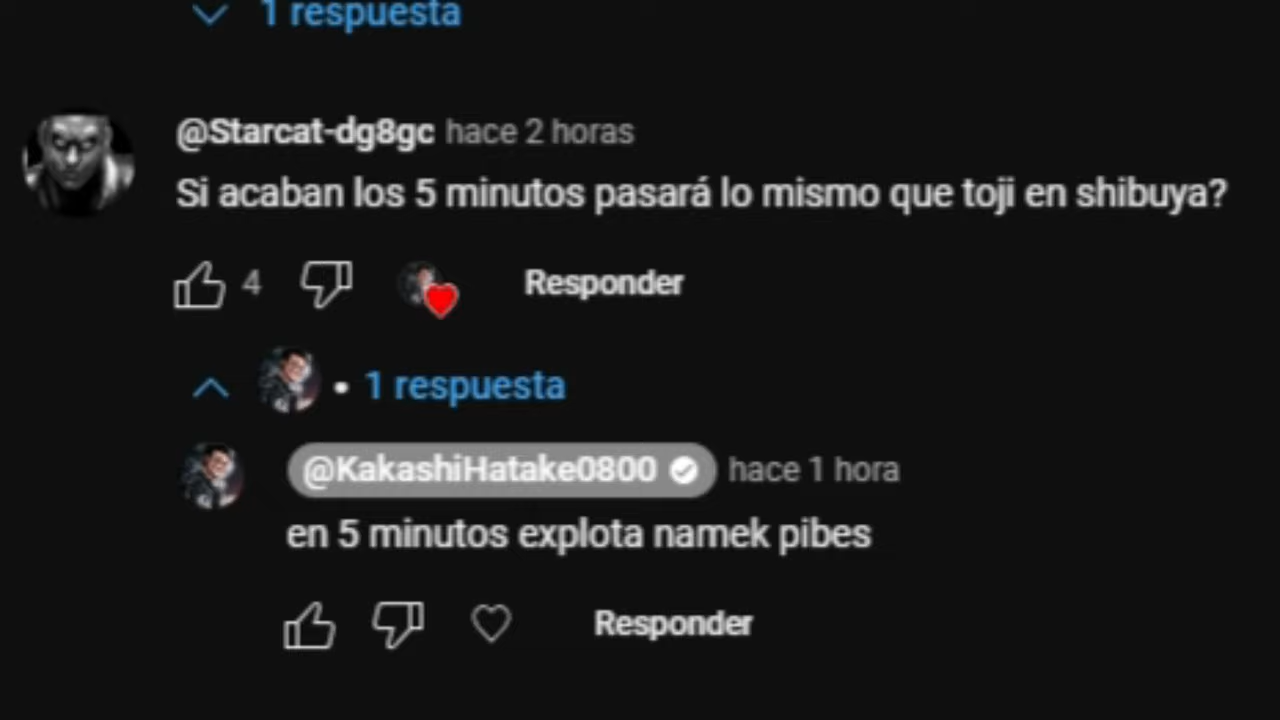 1 respuesta
@Starcat-dg8gc hace 2 horas
Si acaban los 5 minutos pasará lo mismo que toji en shibuya?
4
Responder
• 1 respuesta
@KakashiHatake0800 hace 1 hora
en 5 minutos explota namek pibes
Responder